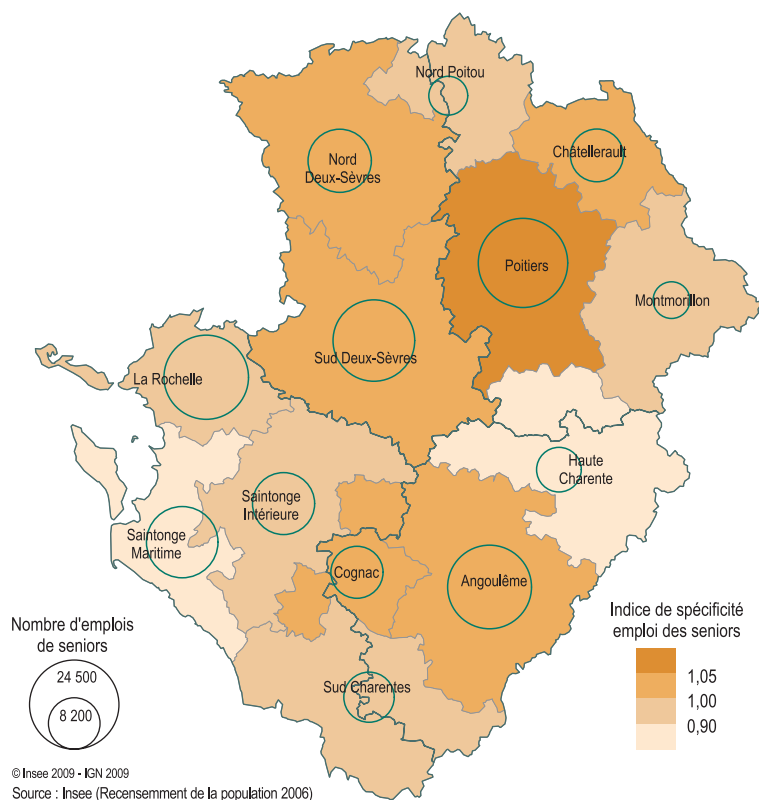 Nord Poitou
Châtellerault
Nord
Deux-Sèvres
Poitiers
Montmorillon
Sud Deux-Sèvres
La Rochelle
Haute
Charente
Saintonge
Intérieure
Saintonge
Maritime
Cognac
Angoulême
Sud Charentes
Nombre d'emplois
de seniors
24 500
8 200
Indice de spécificité
emploi des seniors
1,05
1,00
0,90
© Insee 2009 - IGN 2009
Source : Insee (Recensemment de la population 2006)